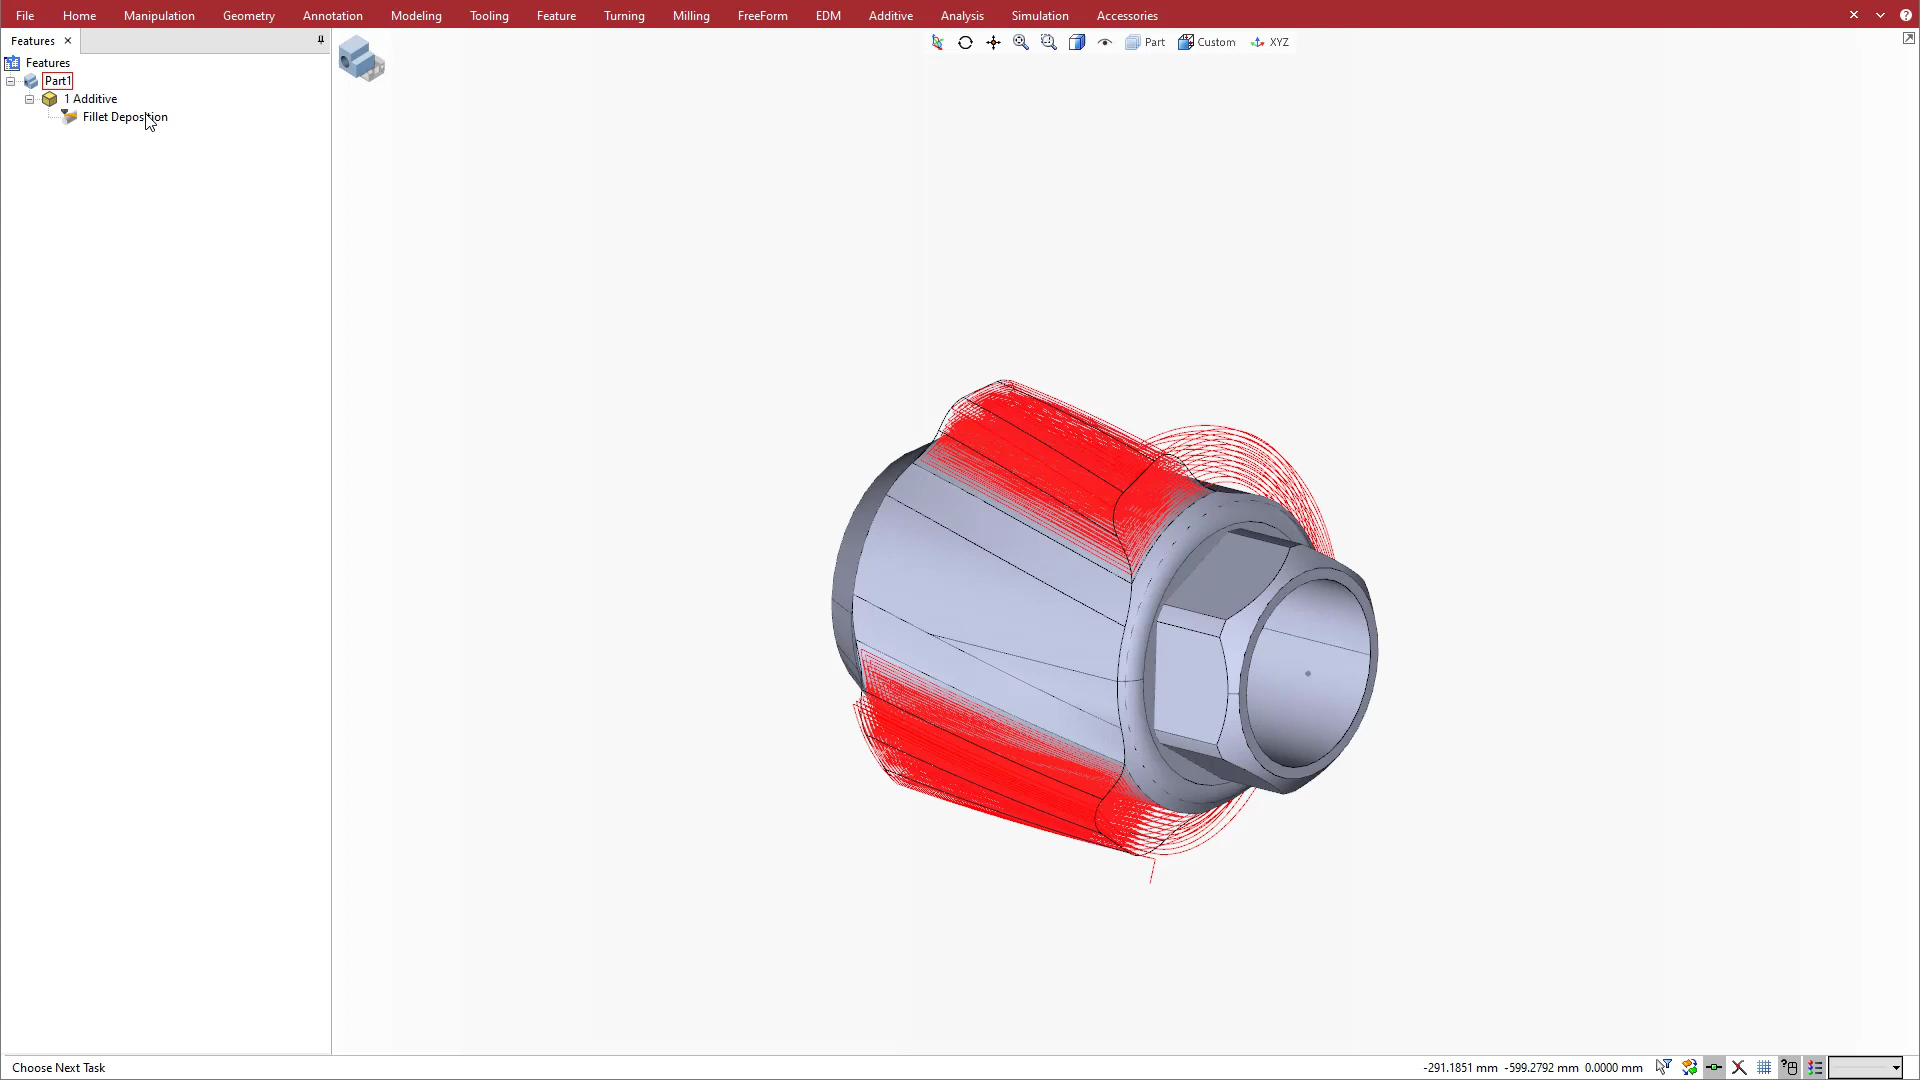 File Home Manipulation Geometry Annotation Modeling Tooling Feature Turning Milling FreeForm EDM Additive Analysis Simulation Accessories
Features
Part Custom XYZ
Features
Part1
1 Additive
Fillet Deposition
Choose Next Task
-291.1851 mm -599.2792 mm 0.0000 mm